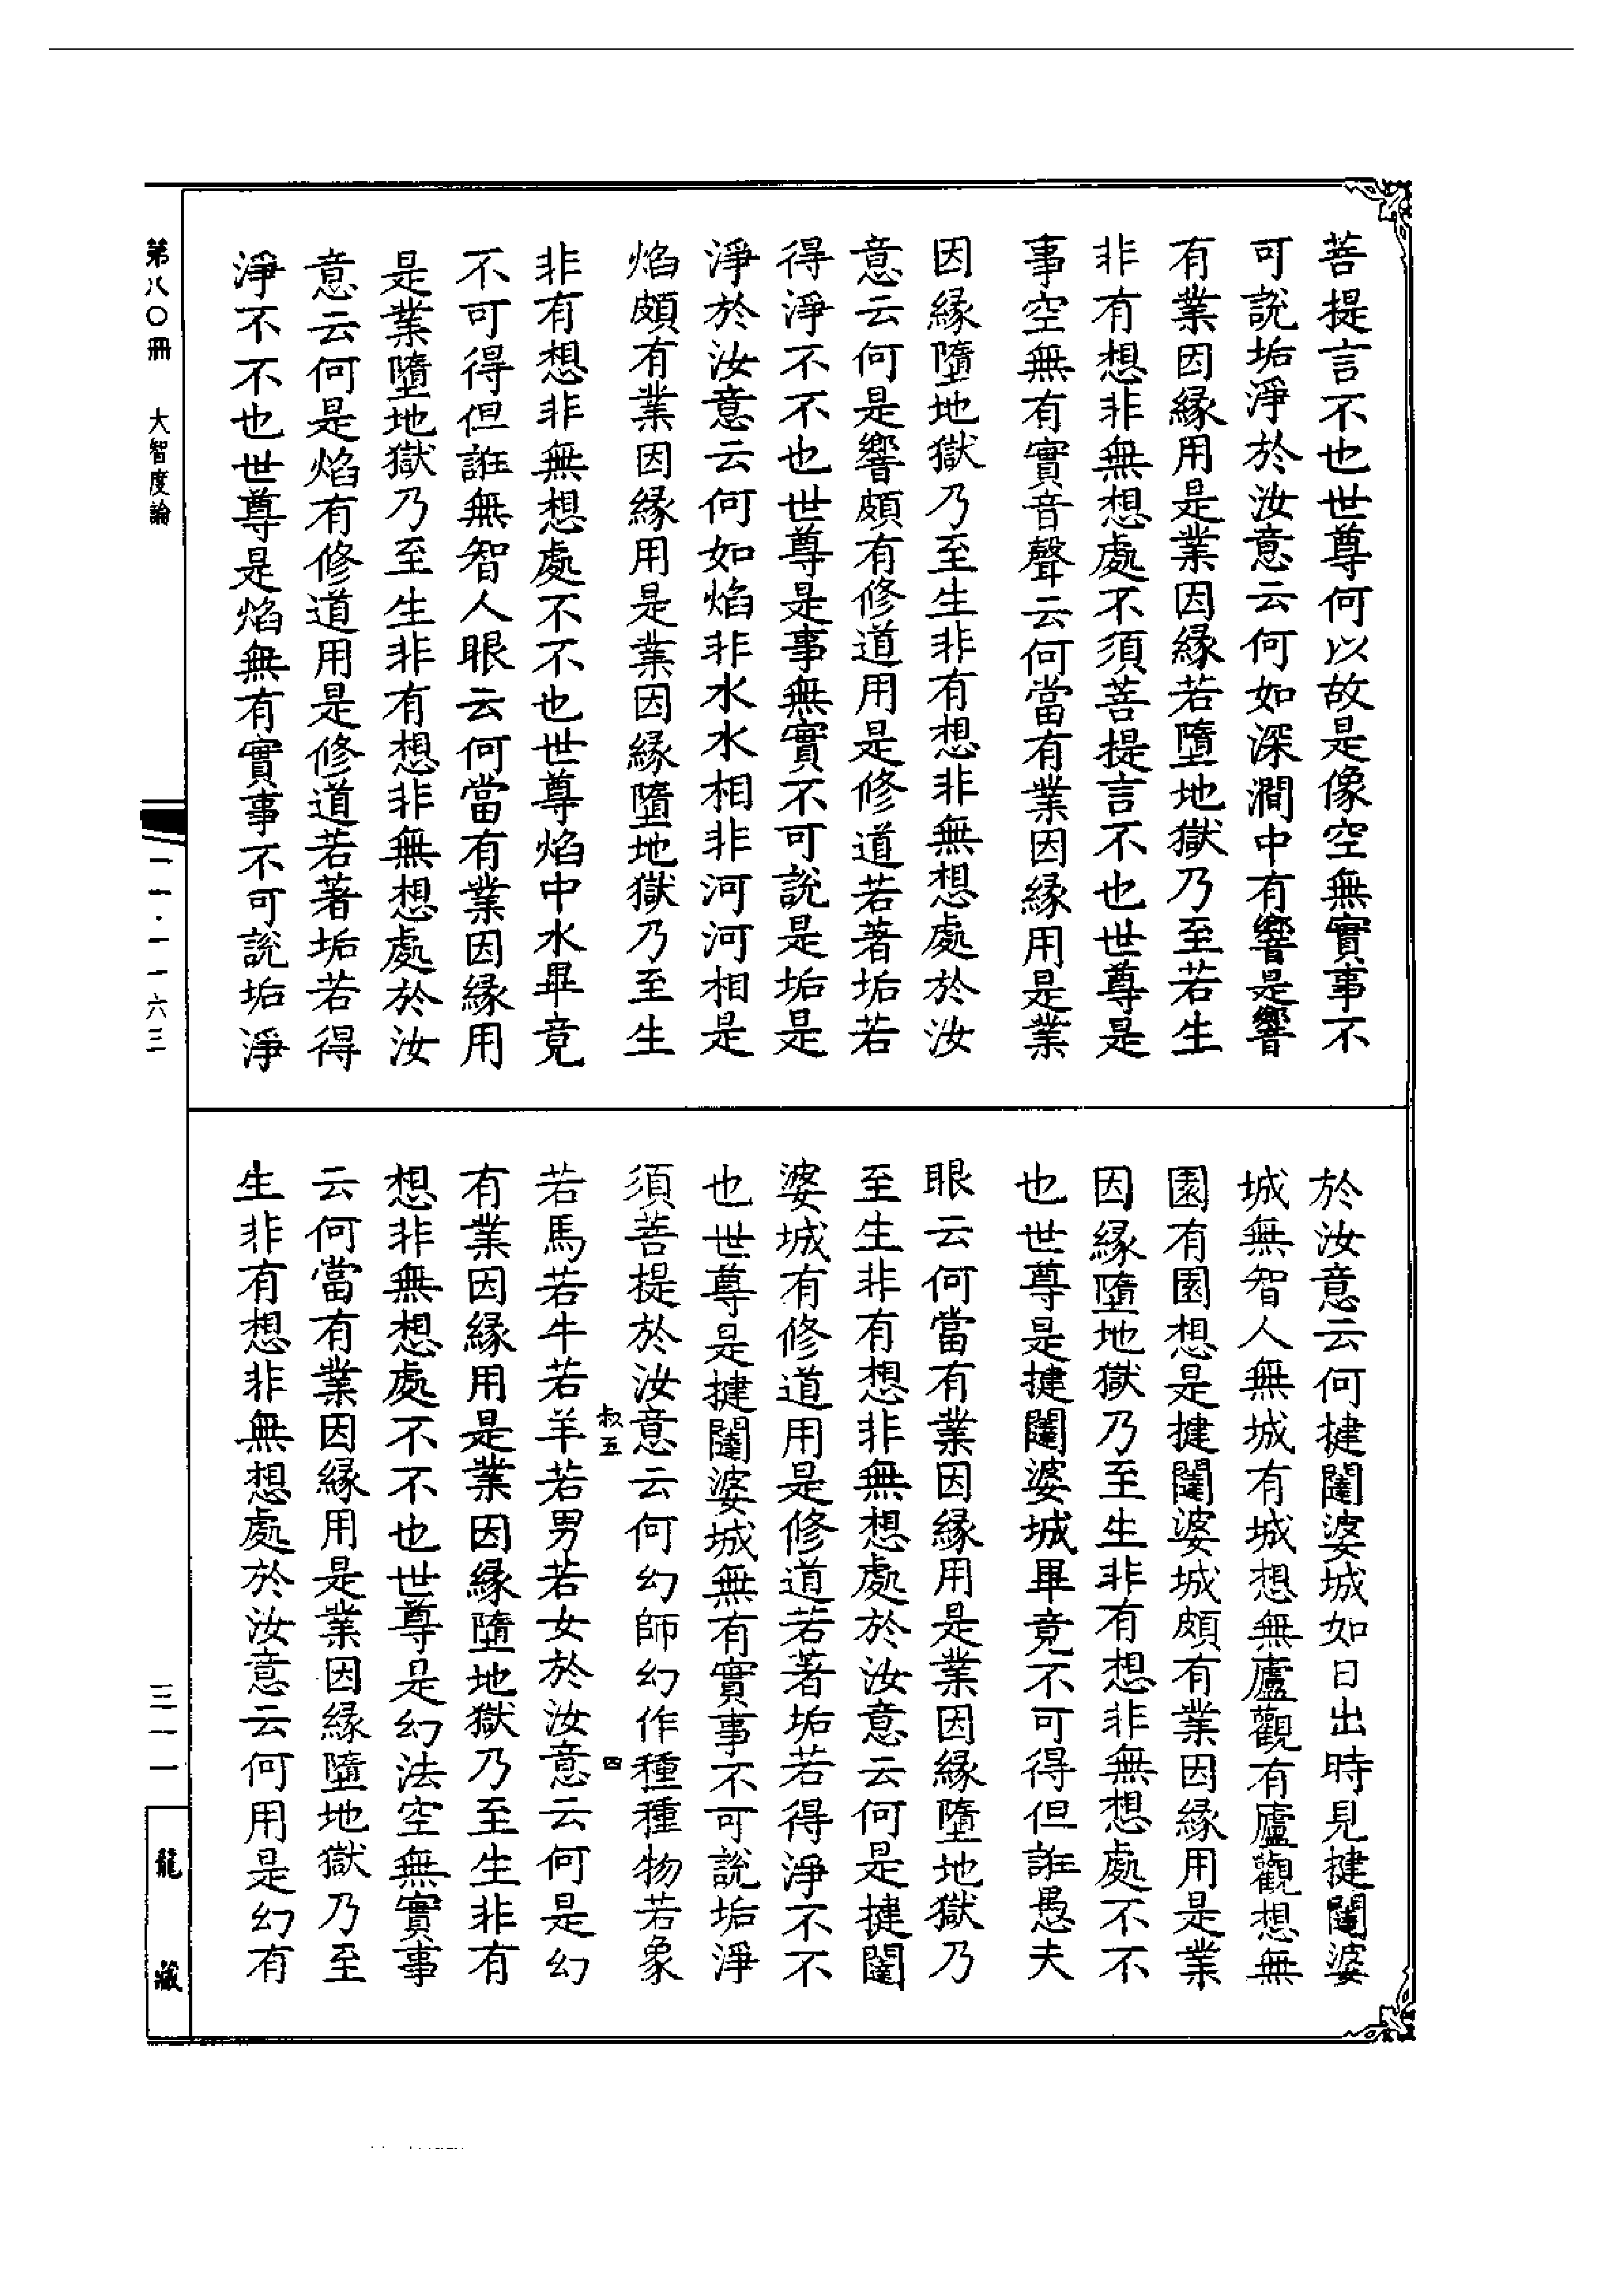 菩提言不也世尊何以故是像空無實事不
可說垢淨於汝意云何如深澗中有響是響
有業因緣用是業因緣若墮地獄乃至若生
非有想非無想處不須菩提言不也世尊是
事空無有實音聲云何當有業因緣用是業
因緣墮地獄乃至生非有想非無想處於汝
意云何是響頗有修道用是修道若著垢若
得淨不不也世尊是事無實不可說是垢是
淨於汝意云何如焰非水水相非河河相是
焰頗有業因緣用是業因緣墮地獄乃至生
非有想非無想處不不也世尊焰中水畢竟
不可得但誑無智人眼云何當有業因緣用
是業墮地獄乃至生非有想非無想處於汝
意云何是焰有修道用是修道若著垢若得
淨不不也世尊是焰無有實事不可說垢淨
於汝意云何揵闥婆城如日出時見揵闥婆
城無智人無城有城想無廬觀有廬觀想無
園有園想是揵闥婆城頗有業因緣用是業
因緣墮地獄乃至生非有想非無想處不不
也世尊是揵闥婆城畢竟不可得但誑愚夫
眼云何當有業因緣用是業因緣墮地獄乃
至生非有想非無想處於汝意云何是揵闥
婆城有修道用是修道若著垢若得淨不不
也世尊是揵闥婆城無有實事不可說垢淨
須菩提於汝意云何幻師幻作種種物若象
叔五
四
若馬若牛若羊若男若女於汝意云何是幻
有業因緣用是業因緣墮地獄乃至生非有
想非無想處不不也世尊是幻法空無實事
云何當有業因緣用是業因緣墮地獄乃至
生非有想非無想處於汝意云何用是幻有
第八〇冊 大智度論
一一·一一六三
三一一
龍藏